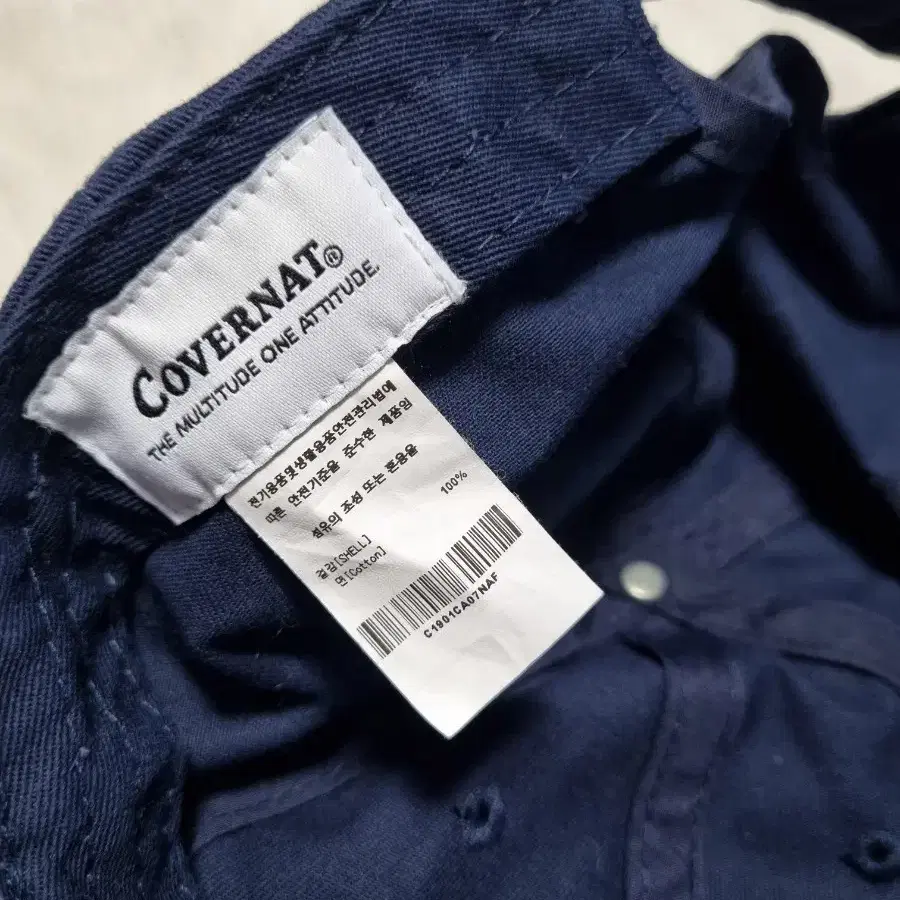 COVERNAT®
THE MULTITUDE ONE ATTITUDE.
전기용품및생활용품안전관리법에
따른 안전기준을 준수한 제품임
섬유의 조성 또는 혼용율
겉감[SHELL]
면[Cotton] 100%
C1901CA07NAF